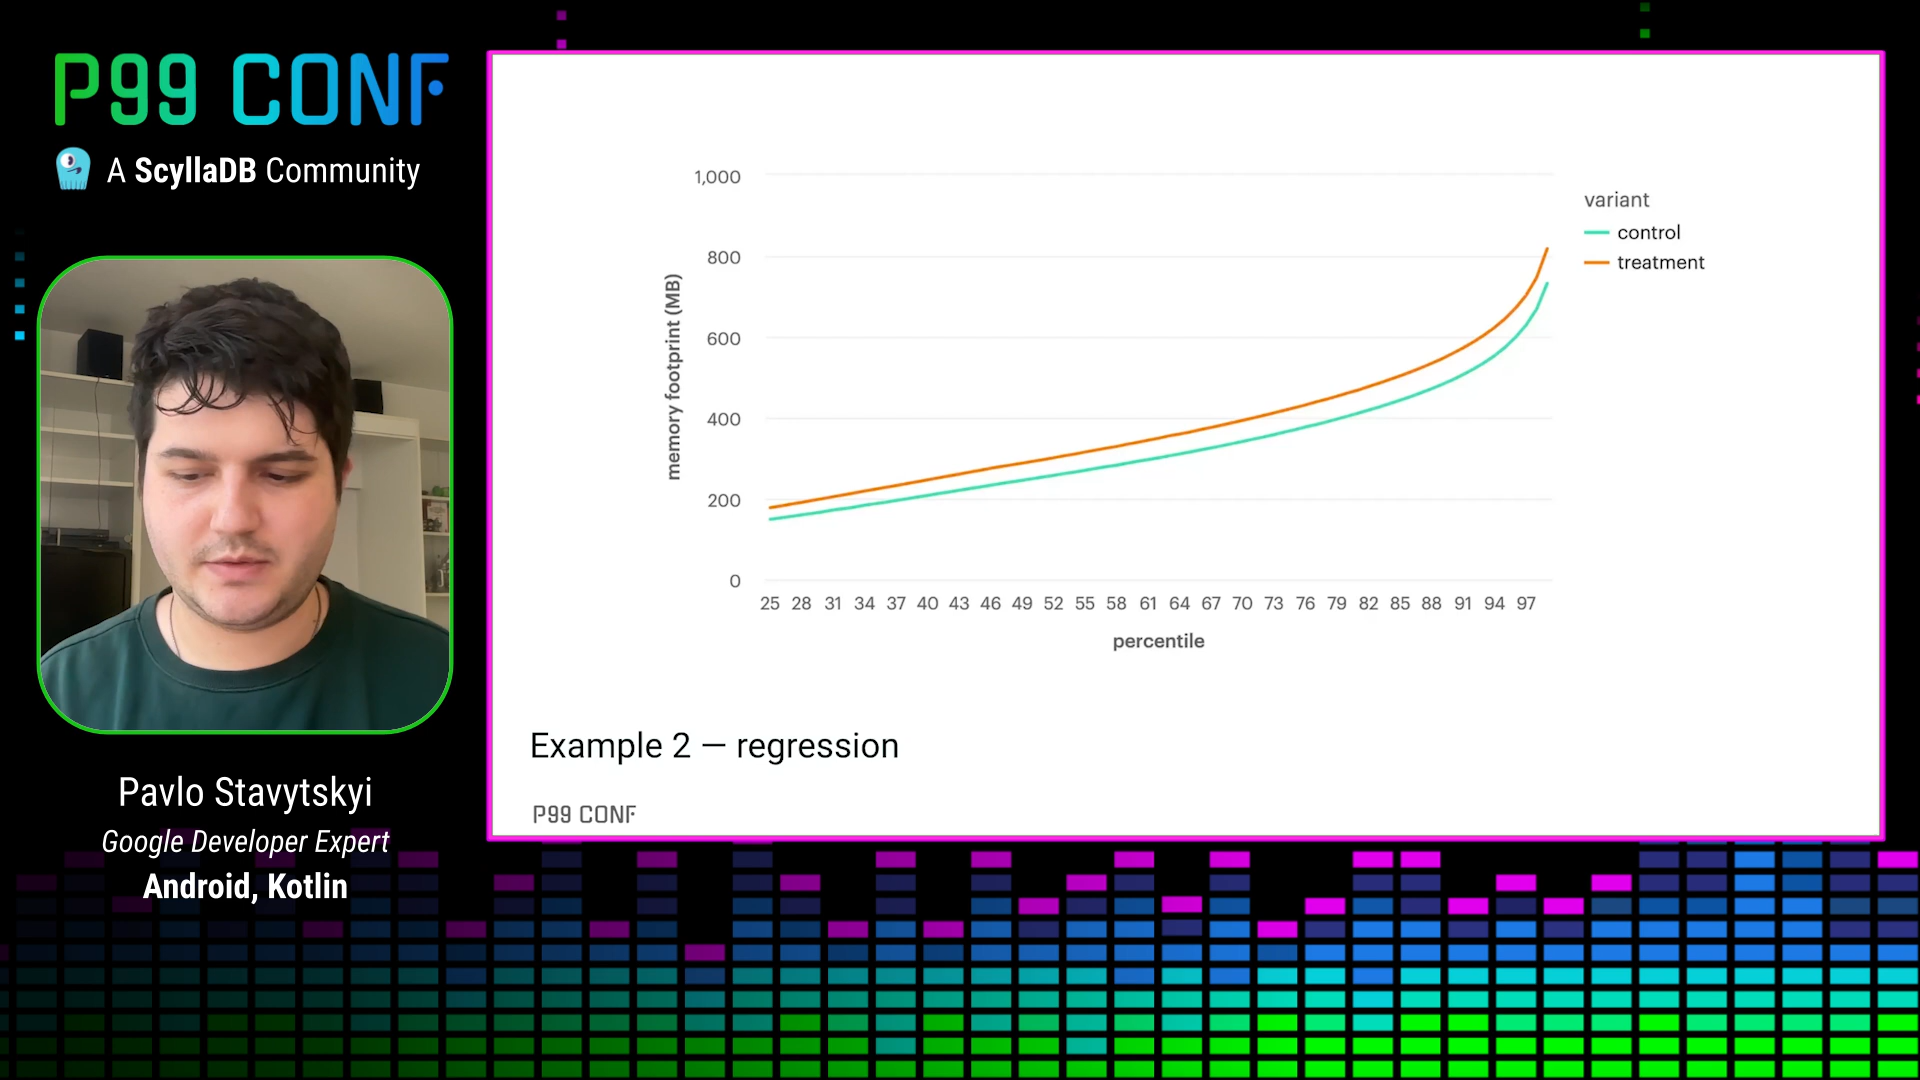 P99 CONF
A ScyllaDB Community
Pavlo Stavytskyi
Google Developer Expert
Android, Kotlin
1,000
800
600
400
200
0
memory footprint (MB)
25 28 31 34 37 40 43 46 49 52 55 58 61 64 67 70 73 76 79 82 85 88 91 94 97
percentile
variant
control
treatment
Example 2 — regression
P99 CONF